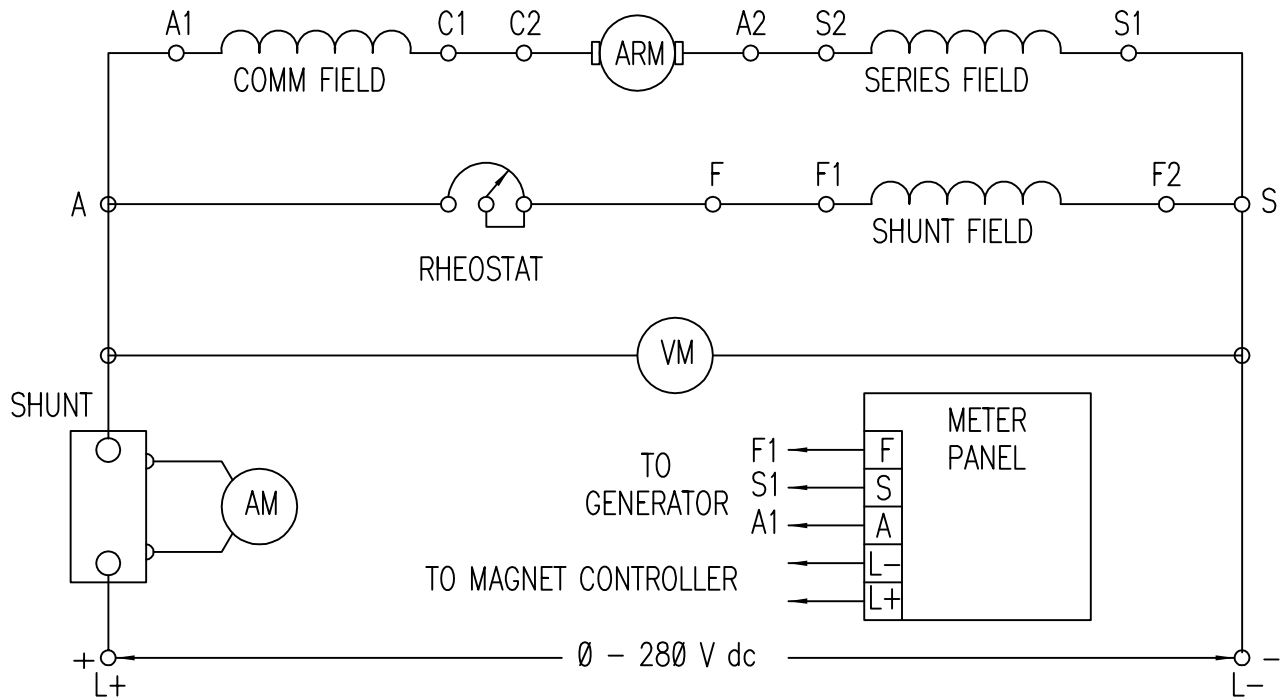 A1 C1 C2 ARM A2 S2 S1
COMM FIELD SERIES FIELD
A F F1 F2 S
RHEOSTAT SHUNT FIELD
VM
SHUNT
AM
METER
PANEL
TO
GENERATOR
F1 F
S1 S
A1 A
TO MAGNET CONTROLLER
L-
L+
+ Ø - 28Ø V dc -
L+ L-